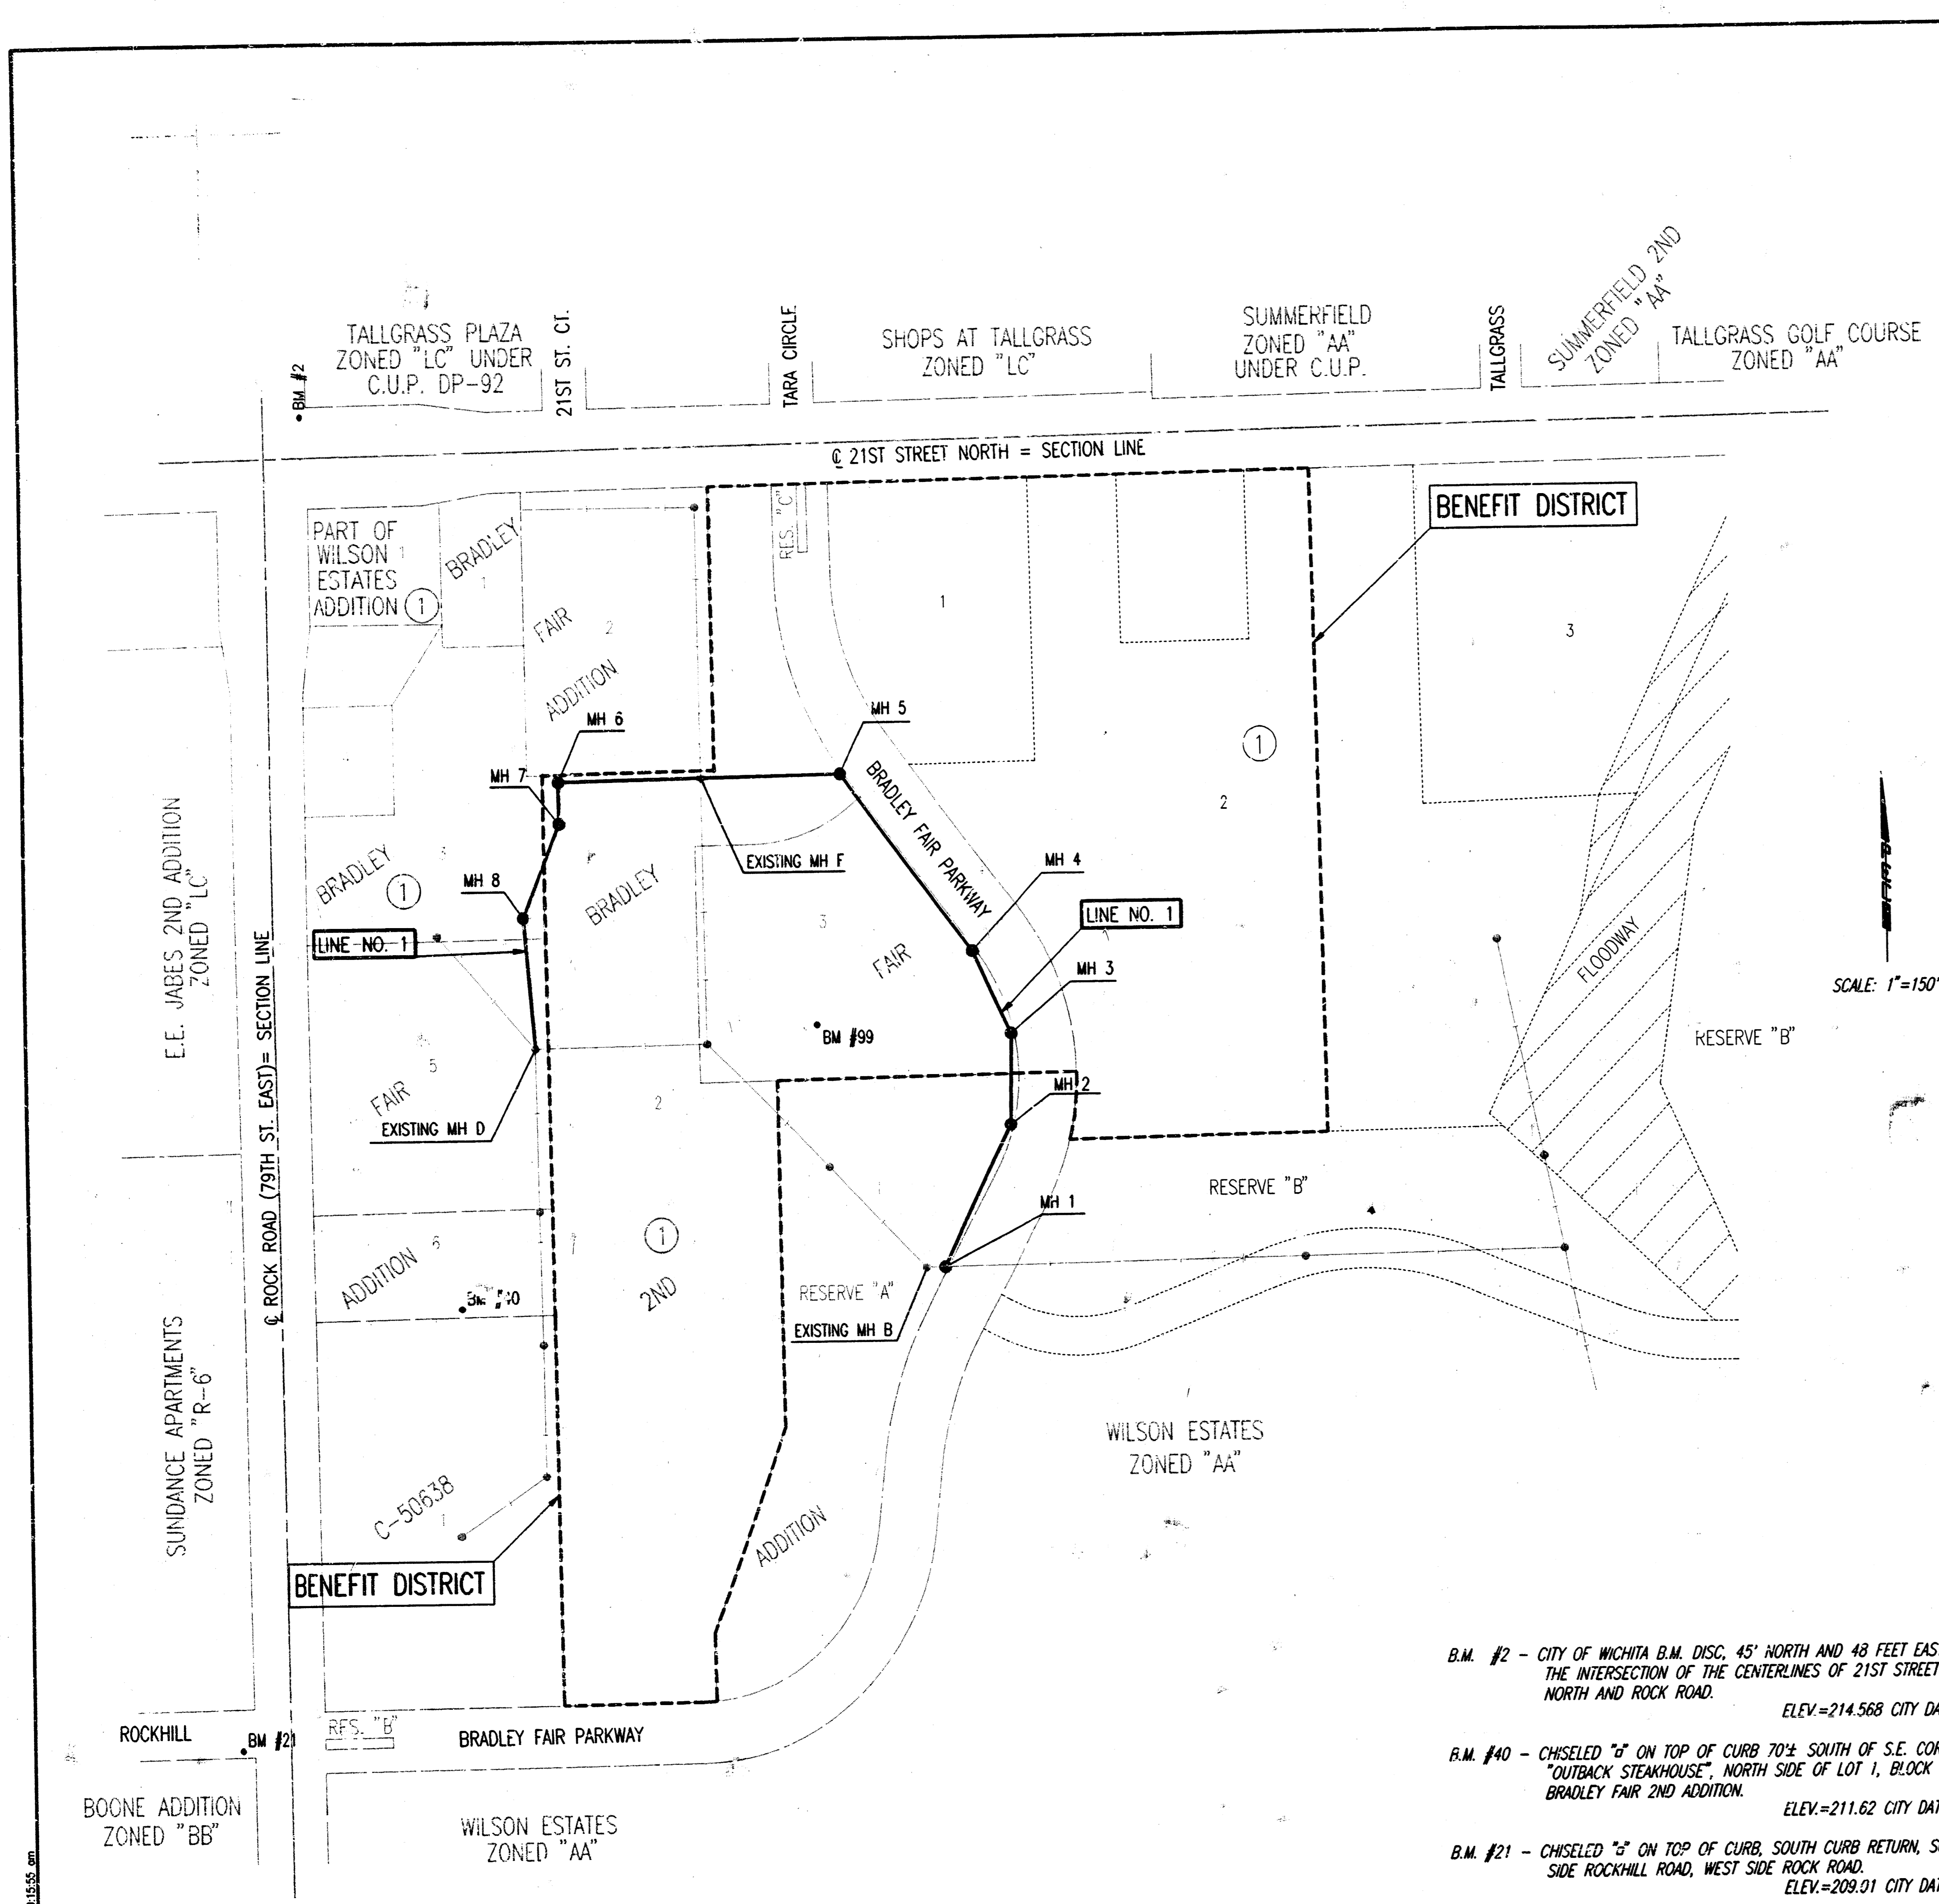 TALLGRASS PLAZA
ZONED "LC" UNDER
C.U.P. DP-92
BM #2
21ST ST. CT.
TARA CIRCLE
SHOPS AT TALLGRASS
ZONED "LC"
SUMMERFIELD
ZONED "AA"
UNDER C.U.P.
TALLGRASS
SUMMERFIELD 2ND
ZONED "AA"
TALLGRASS GOLF COURSE
ZONED "AA"
℄ 21ST STREET NORTH = SECTION LINE
BENEFIT DISTRICT
PART OF
WILSON
ESTATES
ADDITION 1
1
BRADLEY
1
FAIR
2
ADDITION
RES. "C"
1
3
MH 6
MH 5
MH 7
1
2
BRADLEY FAIR PARKWAY
EXISTING MH F
MH 4
BRADLEY
1
MH 8
BRADLEY
3
LINE NO. 1
LINE NO. 1
FAIR
MH 3
FLOODWAY
SCALE: 1"=150'
E.E. JABES 2ND ADDITION
ZONED "LC"
℄ ROCK ROAD (79TH ST. EAST)= SECTION LINE
BM #99
RESERVE "B"
5
FAIR
MH 2
2
EXISTING MH D
RESERVE "B"
MH 1
1
6
ADDITION
2ND
RESERVE "A"
BM #40
EXISTING MH B
SUNDANCE APARTMENTS
ZONED "R-6"
WILSON ESTATES
ZONED "AA"
C-50638
1
ADDITION
BENEFIT DISTRICT
B.M. #2 - CITY OF WICHITA B.M. DISC, 45' NORTH AND 48 FEET EAS
THE INTERSECTION OF THE CENTERLINES OF 21ST STREET
NORTH AND ROCK ROAD.
ELEV.=214.568 CITY DA
ROCKHILL
BM #21
RES. "B"
BRADLEY FAIR PARKWAY
B.M. #40 - CHISELED "□" ON TOP OF CURB 70'± SOUTH OF S.E. COR
"OUTBACK STEAKHOUSE", NORTH SIDE OF LOT 1, BLOCK
BRADLEY FAIR 2ND ADDITION.
ELEV.=211.62 CITY DAT
BOONE ADDITION
ZONED "BB"
WILSON ESTATES
ZONED "AA"
B.M. #21 - CHISELED "□" ON TOP OF CURB, SOUTH CURB RETURN, S
SIDE ROCKHILL ROAD, WEST SIDE ROCK ROAD.
ELEV.=209.01 CITY DAT
:15:55 am